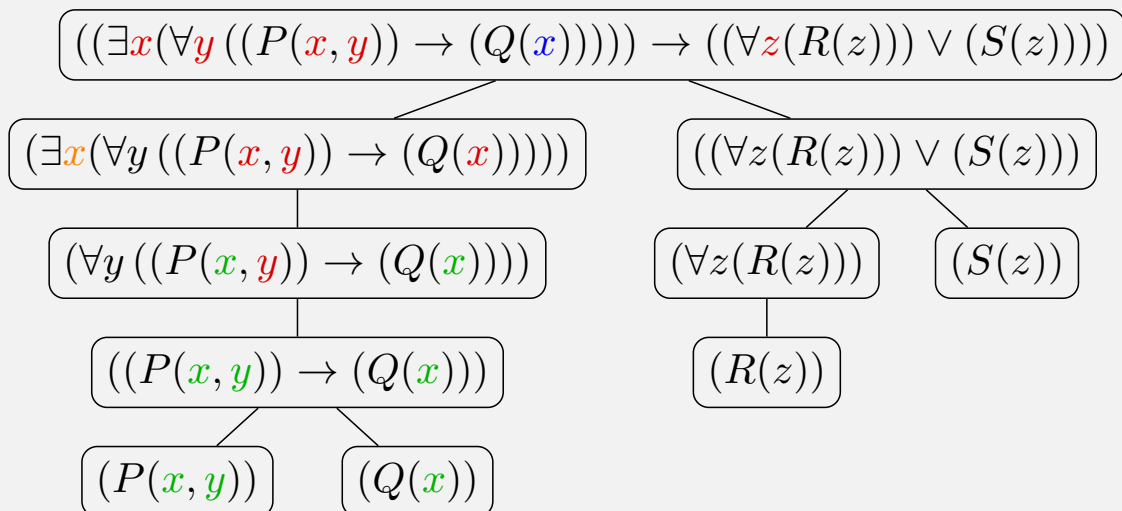 ((∃x(∀y ((P(x, y)) → (Q(x))))) → ((∀z(R(z))) ∨ (S(z))))
(∃x(∀y ((P(x, y)) → (Q(x)))))
((∀z(R(z))) ∨ (S(z)))
(∀y ((P(x, y)) → (Q(x))))
(∀z(R(z)))
(S(z))
((P(x, y)) → (Q(x)))
(R(z))
(P(x, y))
(Q(x))